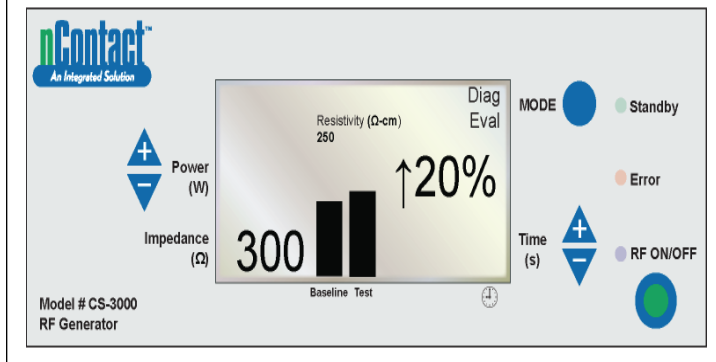 nContact™
An Integrated Solution
Diag
Eval
Resistivity (Ω-cm)
250
↑20%
300
Baseline Test
+
−
Power
(W)
Impedance
(Ω)
MODE
Time
(s)
+
−
Standby
Error
RF ON/OFF
Model # CS-3000
RF Generator